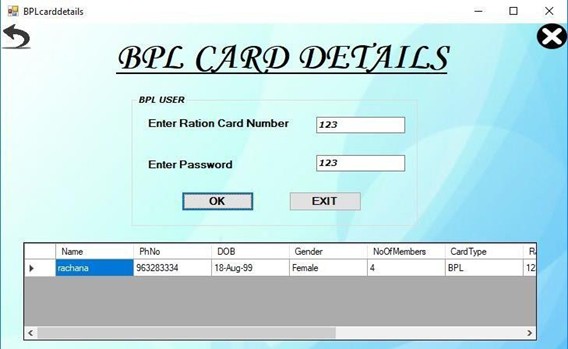 BPLcarddetails
BPL CARD DETAILS
BPL USER
Enter Ration Card Number 123
Enter Password 123
OK EXIT
Name PhNo DOB Gender NoOfMembers CardType
rachana 963283334 18-Aug-99 Female 4 BPL 12